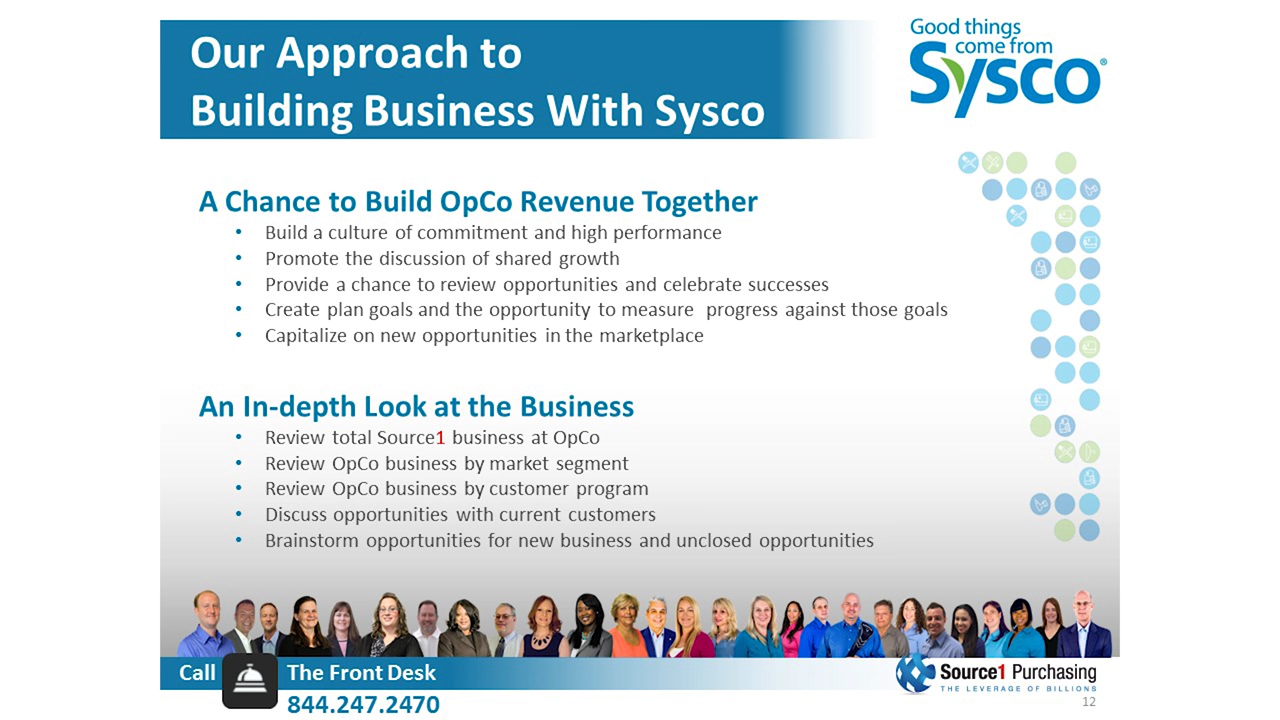 Our Approach to
Building Business With Sysco
Good things
come from
Sysco®
A Chance to Build OpCo Revenue Together
• Build a culture of commitment and high performance
• Promote the discussion of shared growth
• Provide a chance to review opportunities and celebrate successes
• Create plan goals and the opportunity to measure progress against those goals
• Capitalize on new opportunities in the marketplace
An In-depth Look at the Business
• Review total Source1 business at OpCo
• Review OpCo business by market segment
• Review OpCo business by customer program
• Discuss opportunities with current customers
• Brainstorm opportunities for new business and unclosed opportunities
Call The Front Desk
844.247.2470
Source1 Purchasing
THE LEVERAGE OF BILLIONS
12